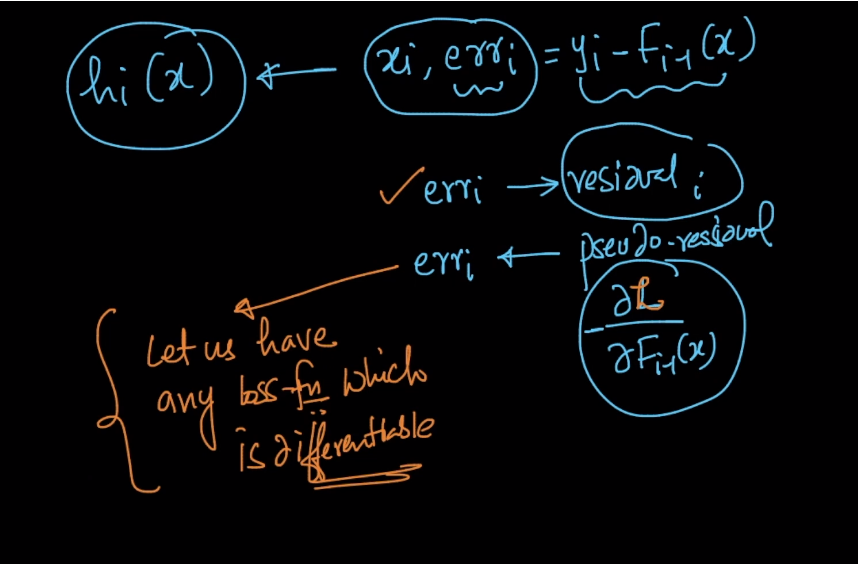 hi(x) ← xi, erri = yi - Fi-1(x)
✓ erri → residual i
erri ← pseudo-residual
- ∂L / ∂Fi-1(x)
Let us have
any loss-fn which
is differentiable